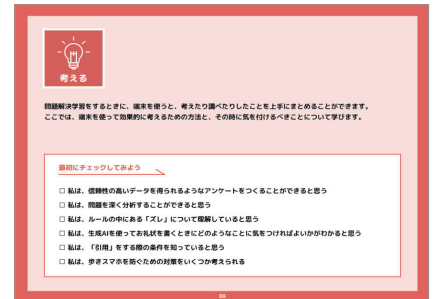 考える
問題解決学習をするときに、端末を使うと、考えたり調べたりしたことを上手にまとめることができます。
ここでは、端末を使って効果的に考えるための方法と、その時に気を付けるべきことについて学びます。
最初にチェックしてみよう
□ 私は、信頼性の高いデータを得られるようなアンケートをつくることができると思う
□ 私は、問題を深く分析することができると思う
□ 私は、ルールの中にある「ズレ」について理解していると思う
□ 私は、生成AIを使ってお礼状を書くときにどのようなことに気をつければよいかがわかると思う
□ 私は、「引用」をする際の条件を知っていると思う
□ 私は、歩きスマホを防ぐための対策をいくつか考えられる